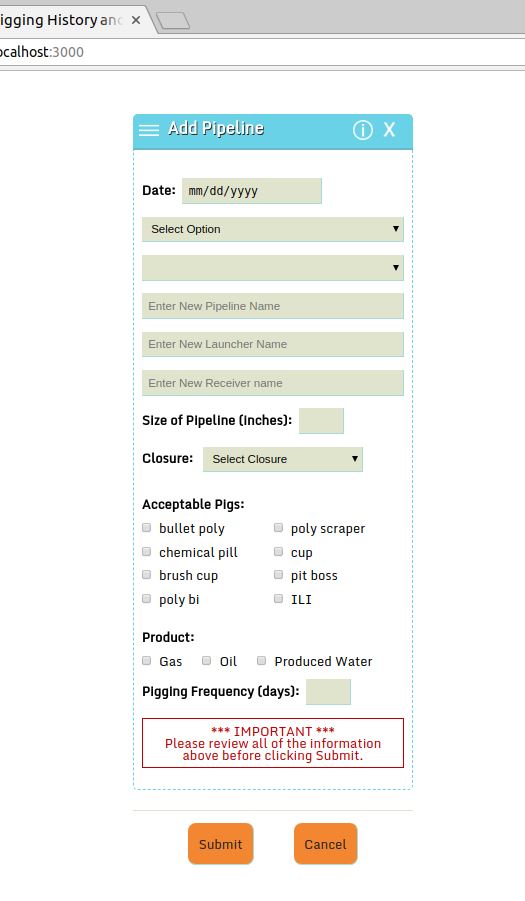 igging History and
ocalhost:3000
Add Pipeline
X
Date: mm/dd/yyyy
Select Option
Enter New Pipeline Name
Enter New Launcher Name
Enter New Receiver name
Size of Pipeline (inches):
Closure: Select Closure
Acceptable Pigs:
bullet poly poly scraper
chemical pill cup
brush cup pit boss
poly bi ILI
Product:
Gas Oil Produced Water
Pigging Frequency (days):
*** IMPORTANT ***
Please review all of the information
above before clicking Submit.
Submit Cancel